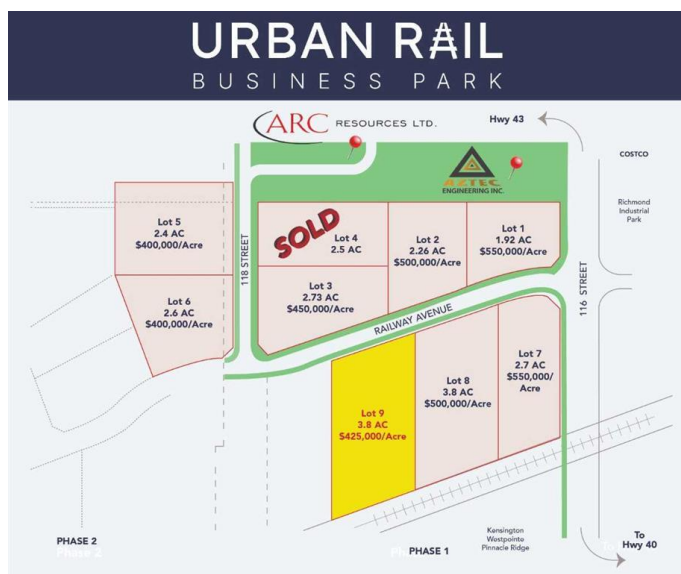 URBAN RAIL
BUSINESS PARK
ARC RESOURCES LTD.
Hwy 43
COSTCO
AZTEC
ENGINEERING INC.
Richmond
Industrial
Park
Lot 5
2.4 AC
$400,000/Acre
118 STREET
SOLD
Lot 4
2.5 AC
Lot 2
2.26 AC
$500,000/Acre
Lot 1
1.92 AC
$550,000/Acre
Lot 6
2.6 AC
$400,000/Acre
Lot 3
2.73 AC
$450,000/Acre
RAILWAY AVENUE
116 STREET
Lot 7
2.7 AC
$550,000/
Acre
Lot 8
3.8 AC
$500,000/Acre
Lot 9
3.8 AC
$425,000/Acre
Kensington
Westpointe
Pinnacle Ridge
To
Hwy 40
PHASE 2
Phase 2
PHASE 1